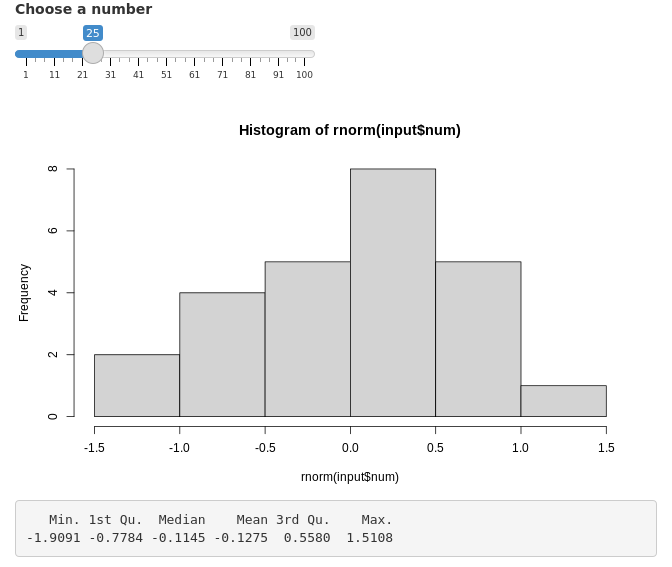 Choose a number
1 25 100
1 11 21 31 41 51 61 71 81 91 100
Histogram of rnorm(input$num)
Frequency
8
6
4
2
0
-1.5 -1.0 -0.5 0.0 0.5 1.0 1.5
rnorm(input$num)
Min. 1st Qu. Median Mean 3rd Qu. Max.
-1.9091 -0.7784 -0.1145 -0.1275 0.5580 1.5108